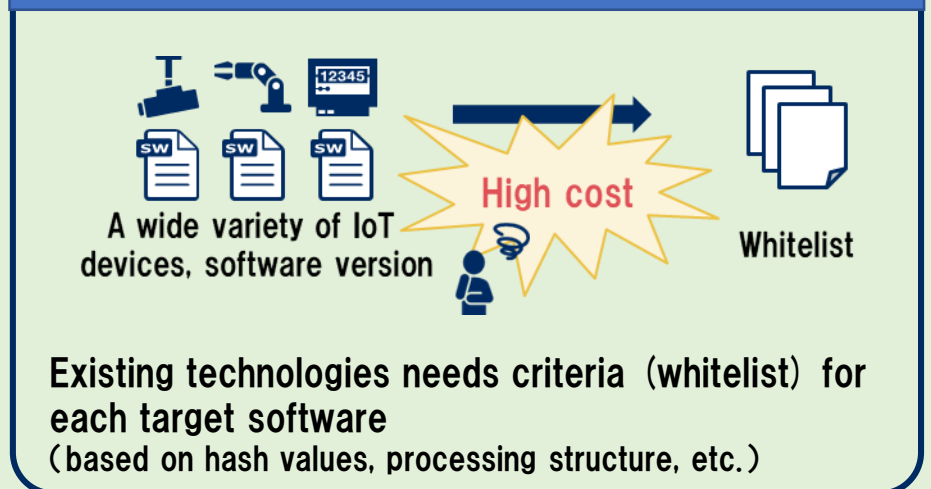 12345
SW SW SW
High cost
A wide variety of IoT
devices, software version
Whitelist
Existing technologies needs criteria (whitelist) for
each target software
(based on hash values, processing structure, etc.)